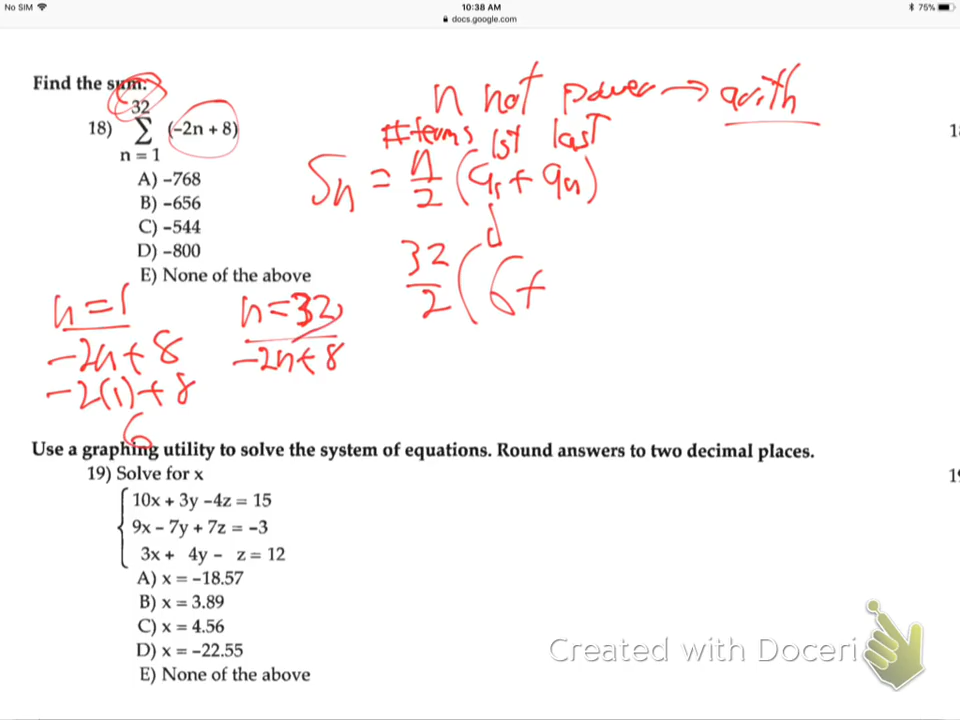 No SIM 10:38 AM 75%
docs.google.com
Find the sum:
n not power → arith
32
18) Σ (-2n + 8)
n = 1
#terms 1st last
Sn = n/2 (a1 + an)
A) -768
B) -656
C) -544
D) -800
E) None of the above
32/2 (6+
n=1 n=32
-2n+8 -2n+8
-2(1)+8
6
Use a graphing utility to solve the system of equations. Round answers to two decimal places.
19) Solve for x
10x + 3y -4z = 15
9x - 7y + 7z = -3
3x + 4y - z = 12
A) x = -18.57
B) x = 3.89
C) x = 4.56
D) x = -22.55
E) None of the above
Created with Doceri